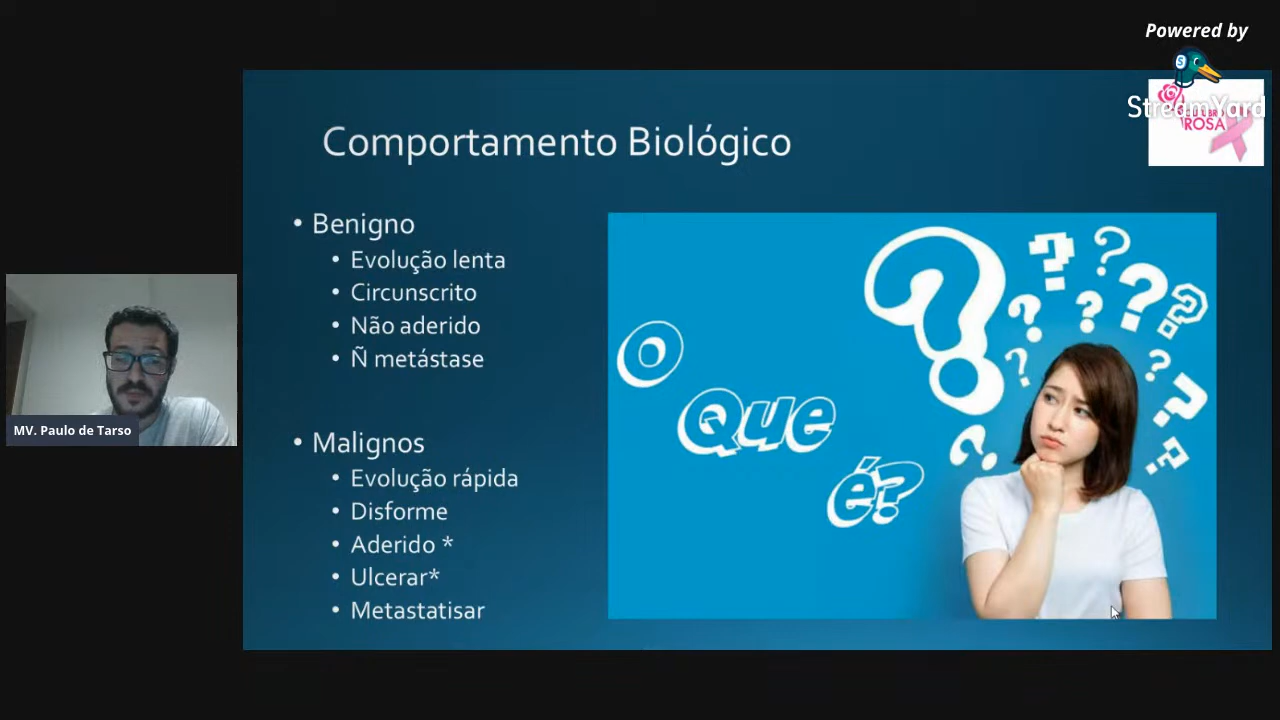 Powered by
StreamYard
ROSA
Comportamento Biológico
• Benigno
• Evolução lenta
• Circunscrito
• Não aderido
• Ñ metástase
• Malignos
• Evolução rápida
• Disforme
• Aderido *
• Ulcerar*
• Metastatisar
O
Que
é?
MV. Paulo de Tarso